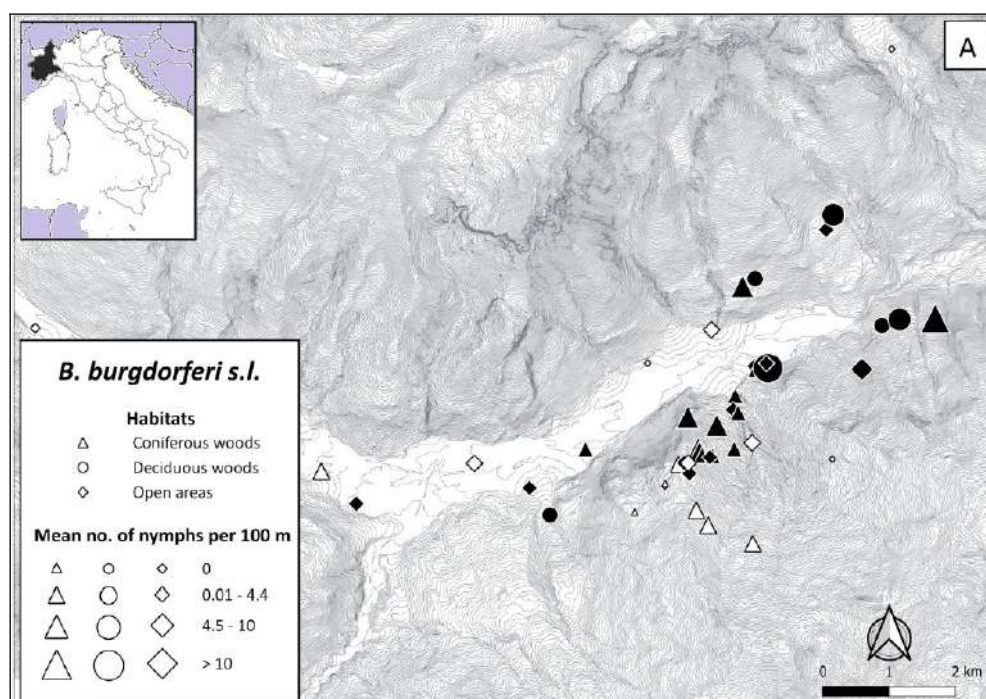 A
B. burgdorferi s.l.
Habitats
Coniferous woods
Deciduous woods
Open areas
Mean no. of nymphs per 100 m
0
0.01 - 4.4
4.5 - 10
> 10
0 1 2 km